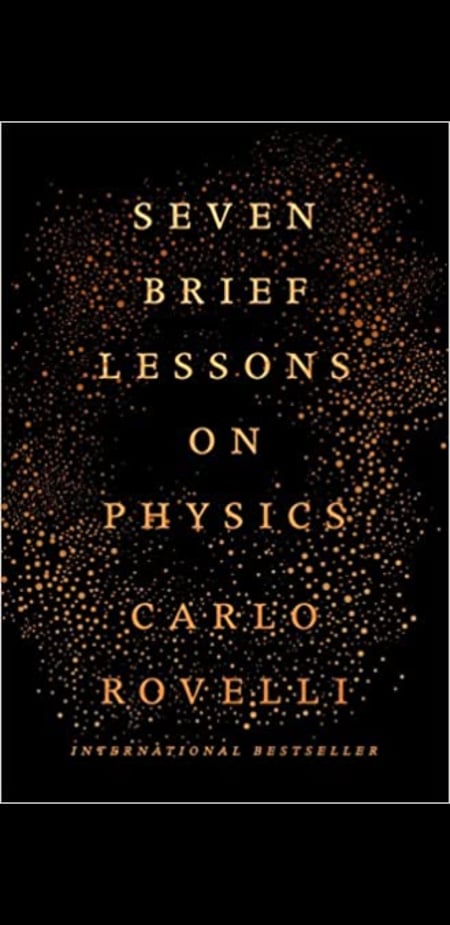 SEVEN
BRIEF
LESSONS
ON
PHYSICS
CARLO
ROVELLI
INTERNATIONAL BESTSELLER